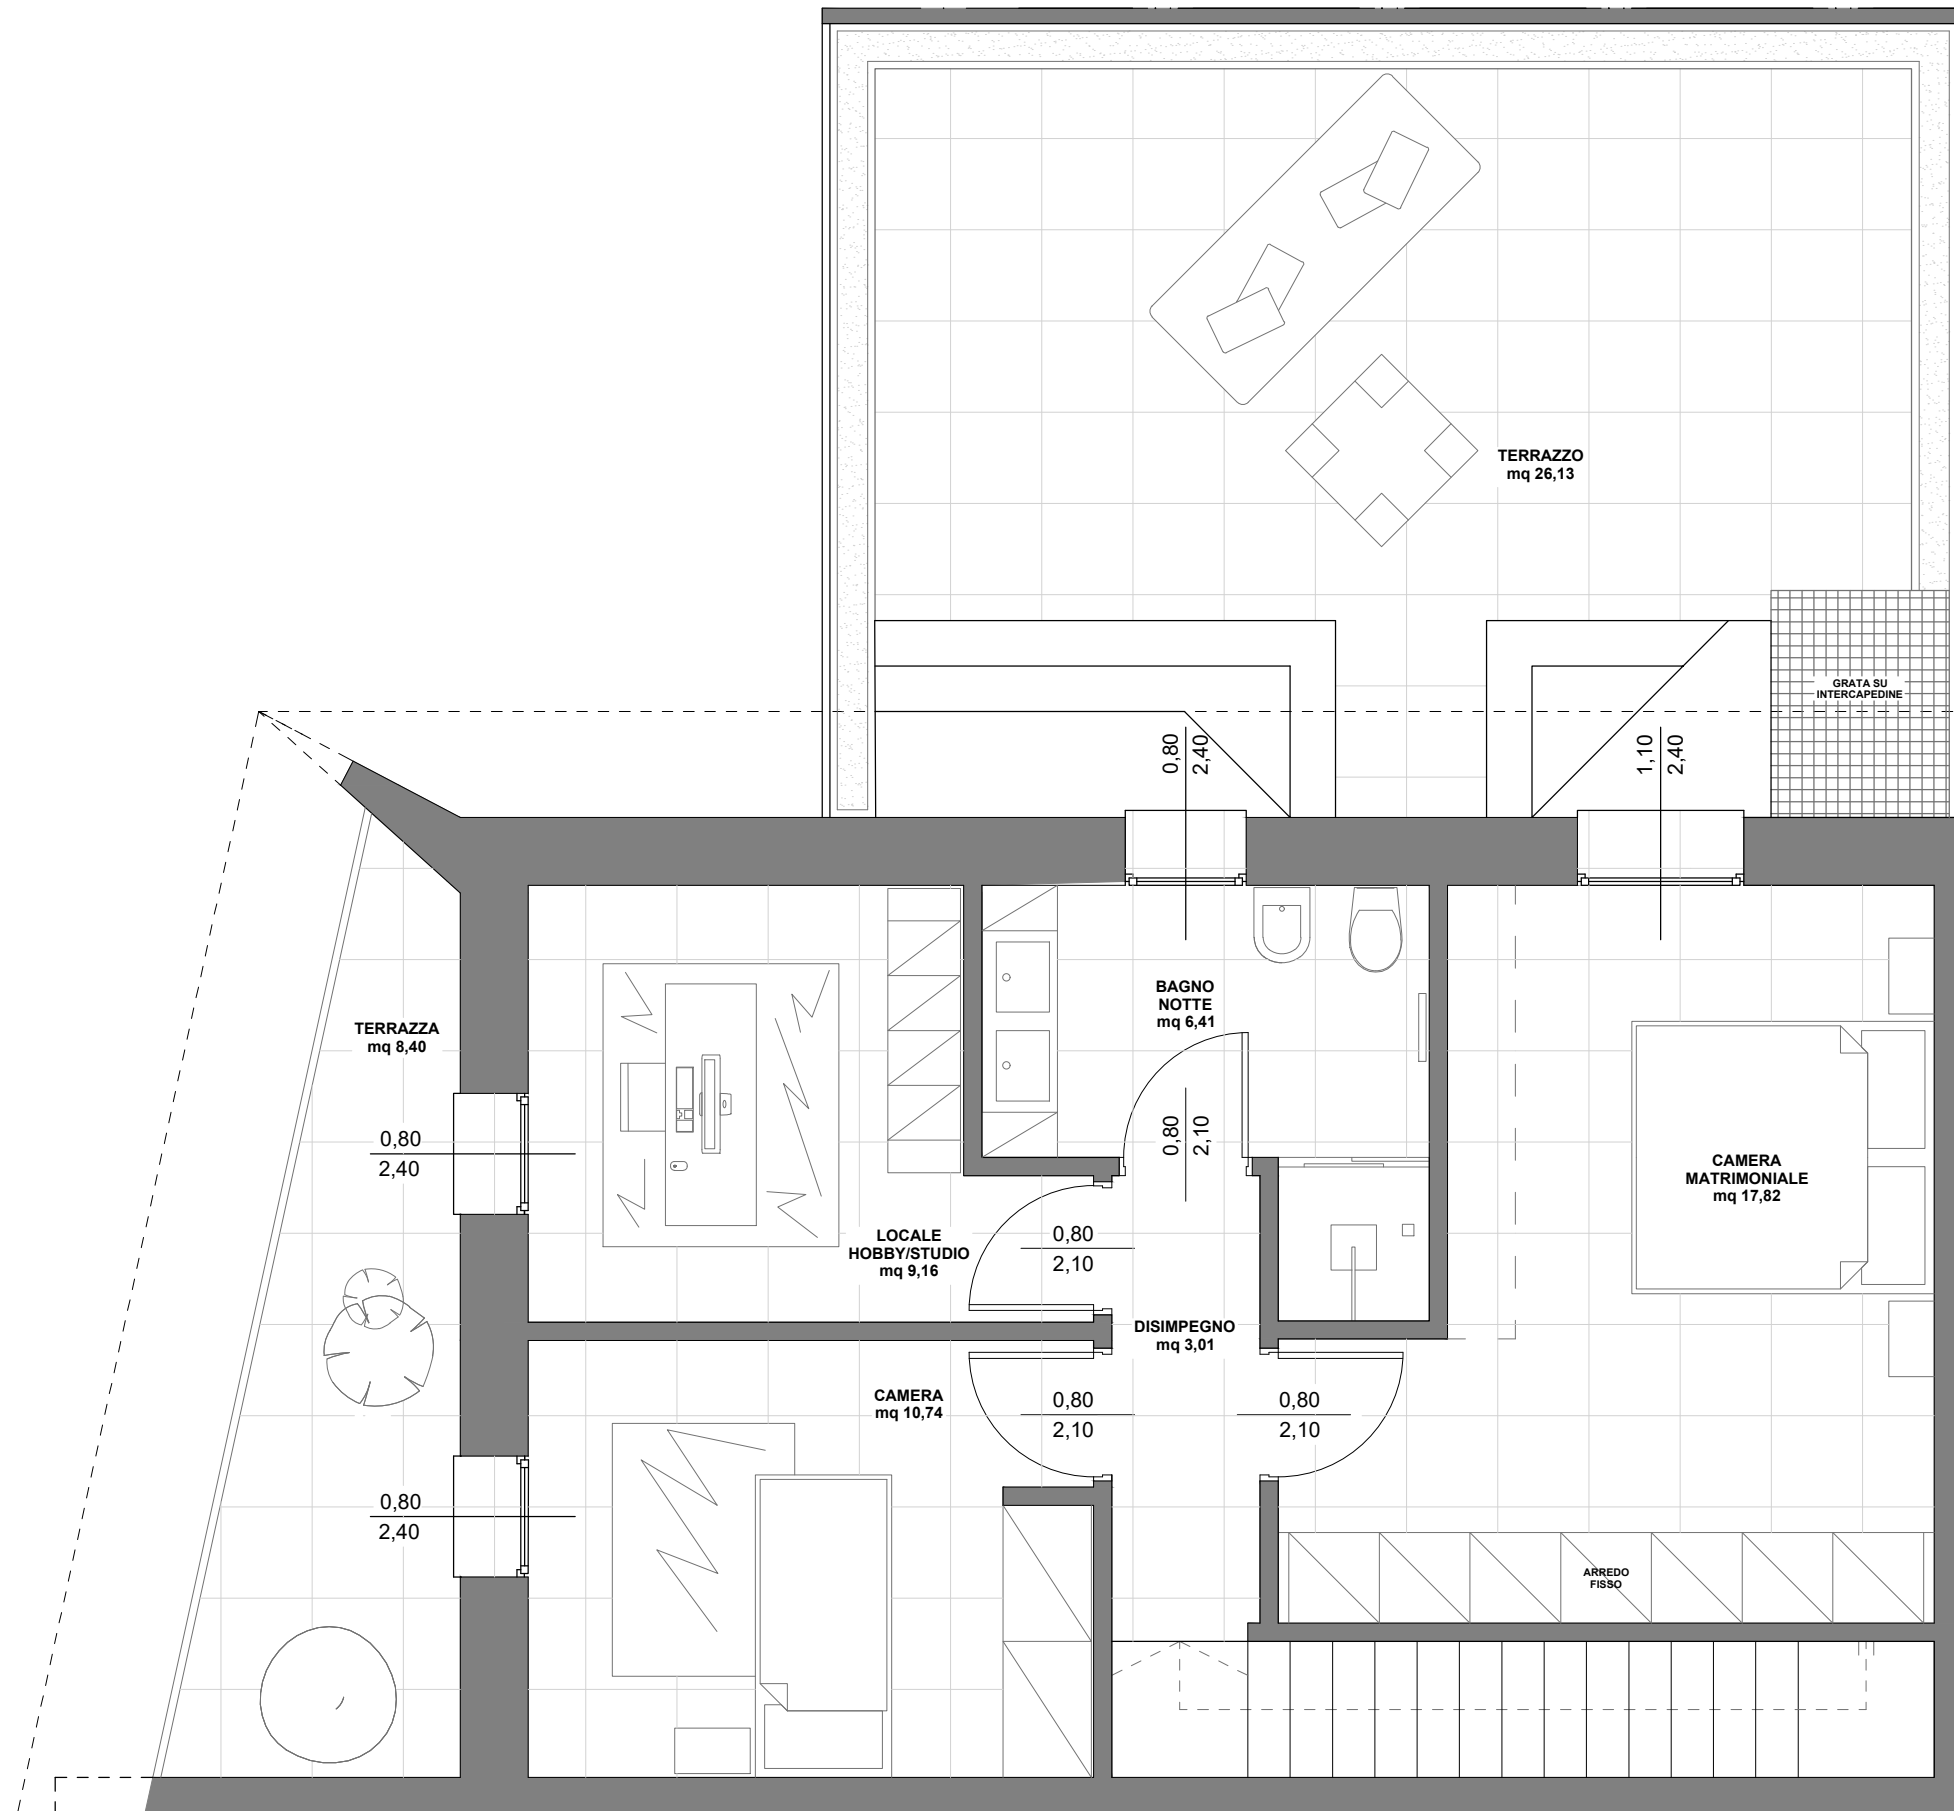 TERRAZZO
mq 26,13
GRATA SU
INTERCAPEDINE
0,80
2,40
1,10
2,40
BAGNO
NOTTE
mq 6,41
TERRAZZA
mq 8,40
0,80
2,40
0,80
2,10
CAMERA
MATRIMONIALE
mq 17,82
LOCALE
HOBBY/STUDIO
mq 9,16
0,80
2,10
DISIMPEGNO
mq 3,01
CAMERA
mq 10,74
0,80
2,10
0,80
2,10
0,80
2,40
ARREDO
FISSO